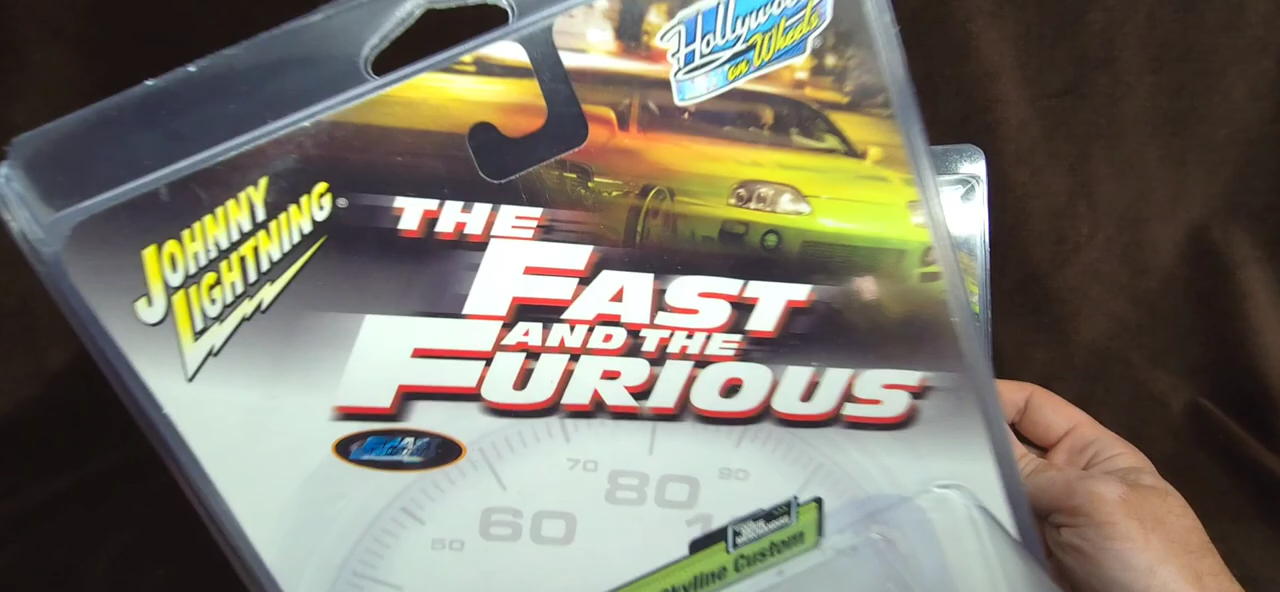 Hollywood
on Wheels
JOHNNY
LIGHTNING®
THE
FAST
AND THE
FURIOUS
70
80
90
60
50
Skyline Custom